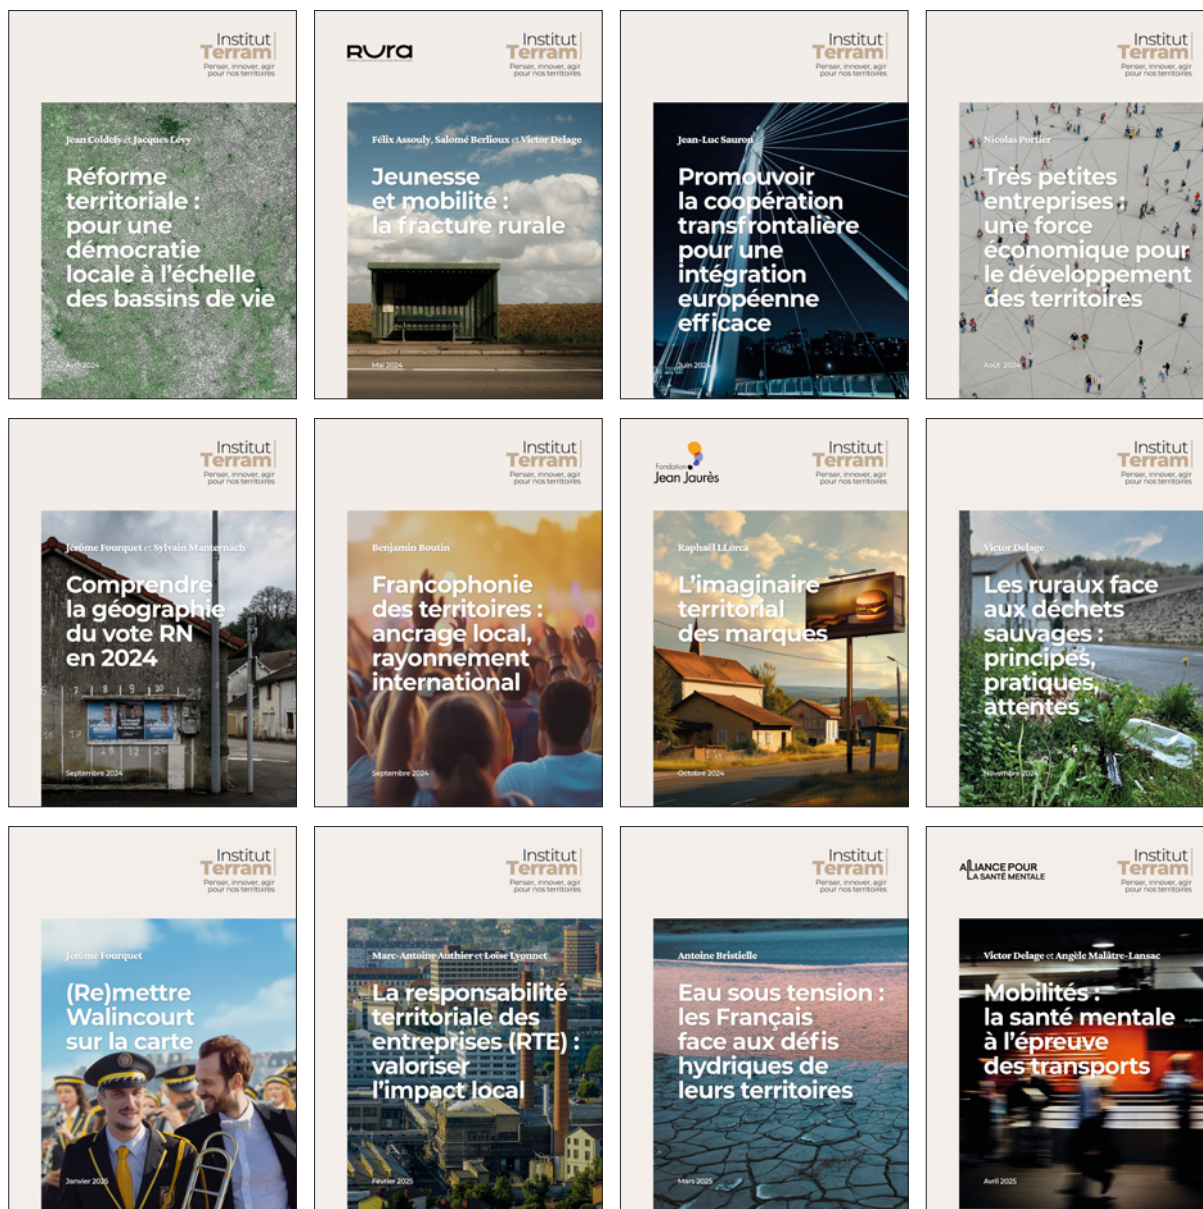 Institut
Terram
Penser, innover, agir
pour nos territoires
Jean Coldefy et Jacques Lévy
Réforme
territoriale :
pour une
démocratie
locale à l'échelle
des bassins de vie
Avril 2024
RURA
Institut
Terram
Penser, innover, agir
pour nos territoires
Félix Assouly, Salomé Berlioux et Victor Delage
Jeunesse
et mobilité :
la fracture rurale
Mai 2024
Institut
Terram
Penser, innover, agir
pour nos territoires
Jean-Luc Sauron
Promouvoir
la coopération
transfrontalière
pour une
intégration
européenne
efficace
Juin 2024
Institut
Terram
Penser, innover, agir
pour nos territoires
Nicolas Portier
Très petites
entreprises :
une force
économique pour
le développement
des territoires
Août 2024
Institut
Terram
Penser, innover, agir
pour nos territoires
Jérôme Fourquet et Sylvain Manternach
Comprendre
la géographie
du vote RN
en 2024
7 8 9 10
Septembre 2024
Institut
Terram
Penser, innover, agir
pour nos territoires
Benjamin Boutin
Francophonie
des territoires :
ancrage local,
rayonnement
international
Septembre 2024
Fondation
Jean Jaurès
Institut
Terram
Penser, innover, agir
pour nos territoires
Raphaël LLorca
L'imaginaire
territorial
des marques
Octobre 2024
Institut
Terram
Penser, innover, agir
pour nos territoires
Victor Delage
Les ruraux face
aux déchets
sauvages :
principes,
pratiques,
attentes
Novembre 2024
Institut
Terram
Penser, innover, agir
pour nos territoires
Jérôme Fourquet
(Re)mettre
Walincourt
sur la carte
Janvier 2025
Institut
Terram
Penser, innover, agir
pour nos territoires
Marc-Antoine Authier et Loïse Lyonnet
La responsabilité
territoriale des
entreprises (RTE) :
valoriser
l'impact local
Février 2025
Institut
Terram
Penser, innover, agir
pour nos territoires
Antoine Bristielle
Eau sous tension :
les Français
face aux défis
hydriques de
leurs territoires
Mars 2025
ALLIANCE POUR
LA SANTÉ MENTALE
Institut
Terram
Penser, innover, agir
pour nos territoires
Victor Delage et Angèle Malâtre-Lansac
Mobilités :
la santé mentale
à l'épreuve
des transports
Avril 2025